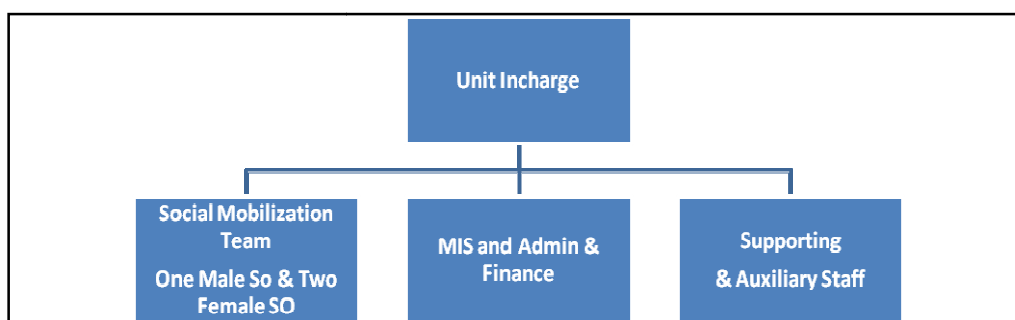 Unit Incharge
Social Mobilization
Team
One Male So & Two
Female SO
MIS and Admin &
Finance
Supporting
& Auxiliary Staff